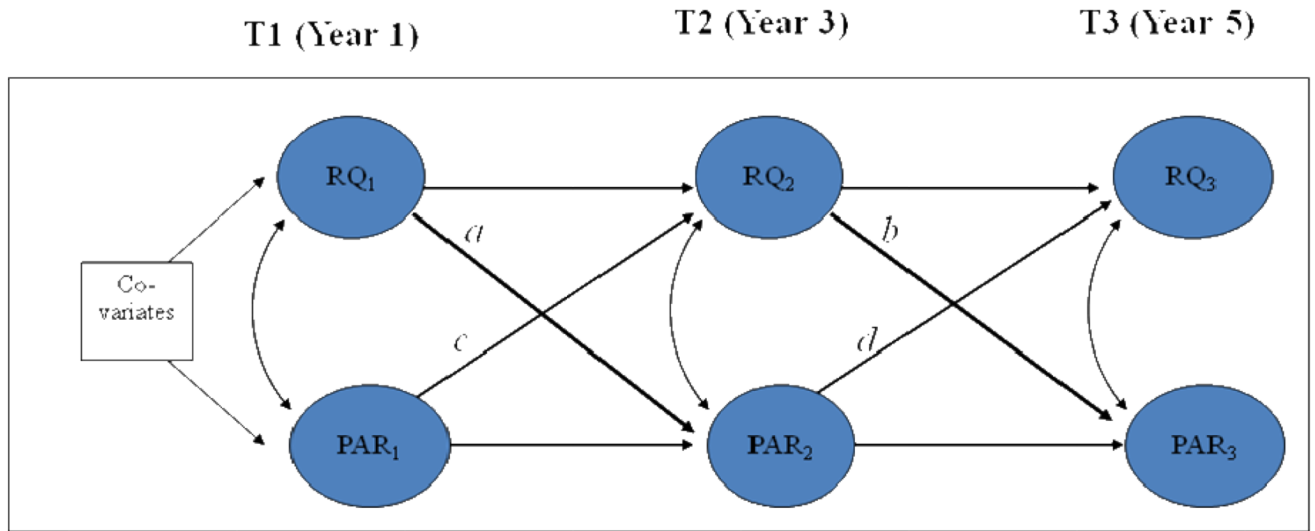 T1 (Year 1) T2 (Year 3) T3 (Year 5)
RQ₁ RQ₂ RQ₃
a b
Co-
variates
c d
PAR₁ PAR₂ PAR₃